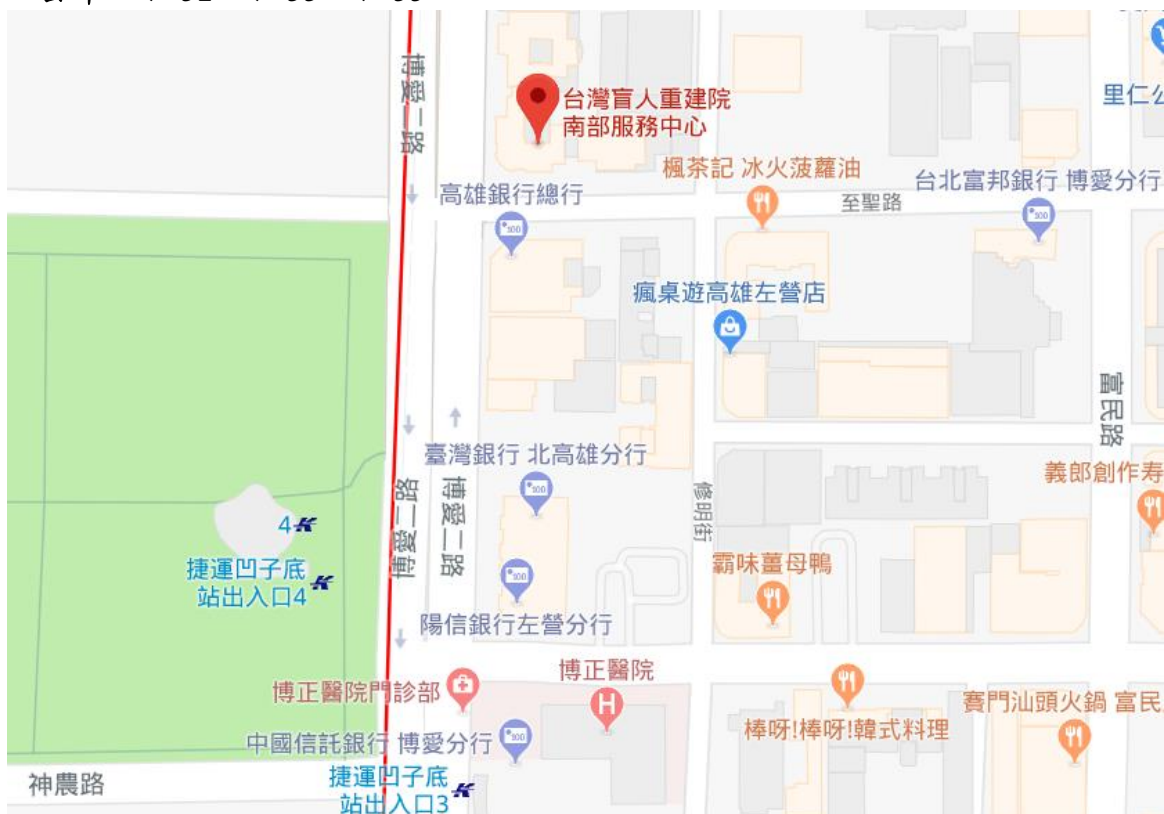 博愛二路
台灣盲人重建院
南部服務中心
里仁公
楓茶記 冰火菠蘿油
台北富邦銀行 博愛分行
高雄銀行總行
至聖路
瘋桌遊高雄左營店
富民路
臺灣銀行 北高雄分行
義郎創作寿
博愛二路
博愛二路
修明街
4
捷運凹子底
站出入口4
霸味薑母鴨
陽信銀行左營分行
博正醫院
博正醫院門診部
H
賽門汕頭火鍋 富民
棒呀!棒呀!韓式料理
中國信託銀行 博愛分行
神農路
捷運凹子底
站出入口3